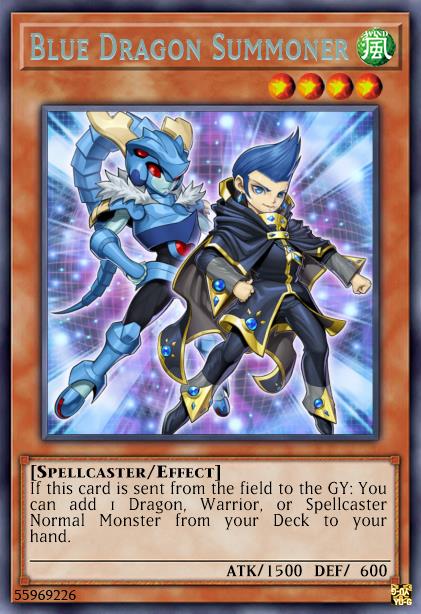 BLUE DRAGON SUMMONER
WIND
風
[SPELLCASTER/EFFECT]
If this card is sent from the field to the GY: You
can add 1 Dragon, Warrior, or Spellcaster
Normal Monster from your Deck to your
hand.
ATK/1500 DEF/ 600
55969226